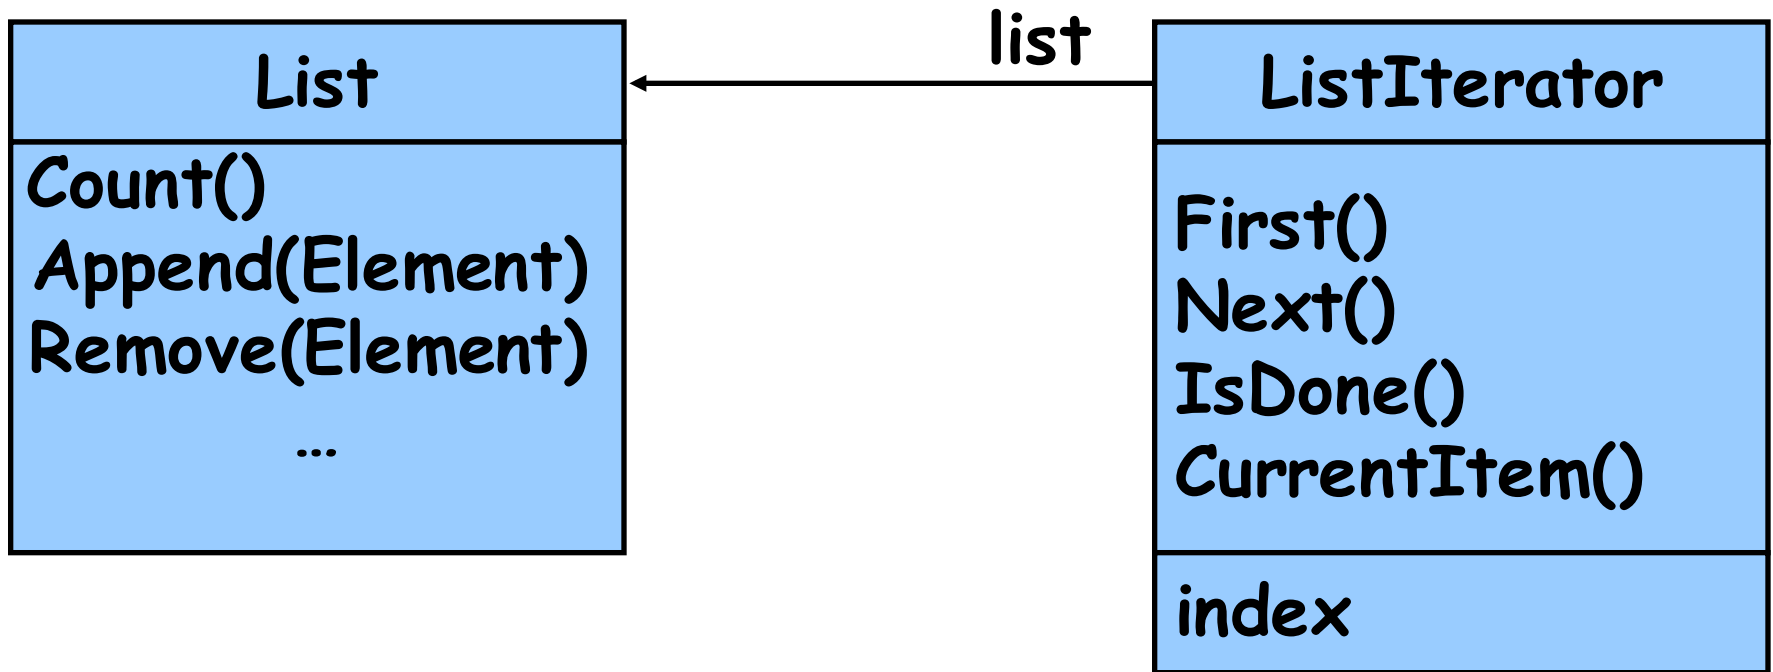 List
Count()
Append(Element)
Remove(Element)
...
list
ListIterator
First()
Next()
IsDone()
CurrentItem()
index